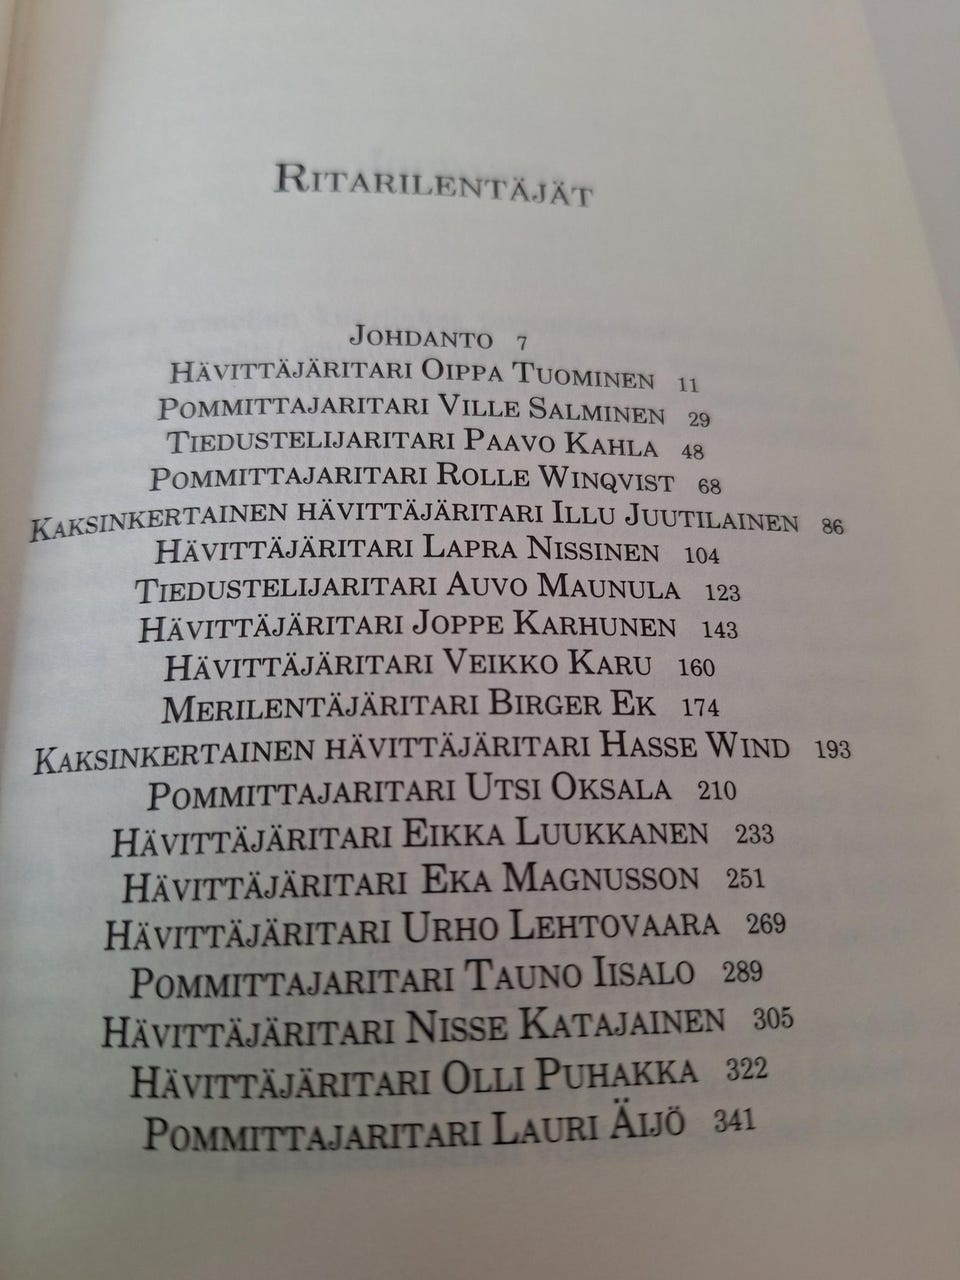 Ritarilentäjät
Johdanto 7
Hävittäjäritari Oippa Tuominen 11
Pommittajaritari Ville Salminen 29
Tiedustelijaritari Paavo Kahla 48
Pommittajaritari Rolle Winqvist 68
Kaksinkertainen hävittäjäritari Illu Juutilainen 86
Hävittäjäritari Lapra Nissinen 104
Tiedustelijaritari Auvo Maunula 123
Hävittäjäritari Joppe Karhunen 143
Hävittäjäritari Veikko Karu 160
Merilentäjäritari Birger Ek 174
Kaksinkertainen hävittäjäritari Hasse Wind 193
Pommittajaritari Utsi Oksala 210
Hävittäjäritari Eikka Luukkanen 233
Hävittäjäritari Eka Magnusson 251
Hävittäjäritari Urho Lehtovaara 269
Pommittajaritari Tauno Iisalo 289
Hävittäjäritari Nisse Katajainen 305
Hävittäjäritari Olli Puhakka 322
Pommittajaritari Lauri Äijö 341